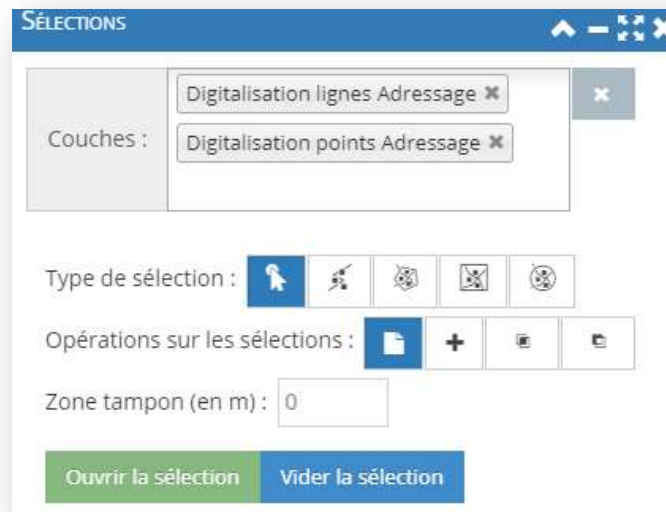 SÉLECTIONS
Couches :
Digitalisation lignes Adressage
Digitalisation points Adressage
Type de sélection :
Opérations sur les sélections :
Zone tampon (en m) : 0
Ouvrir la sélection Vider la sélection